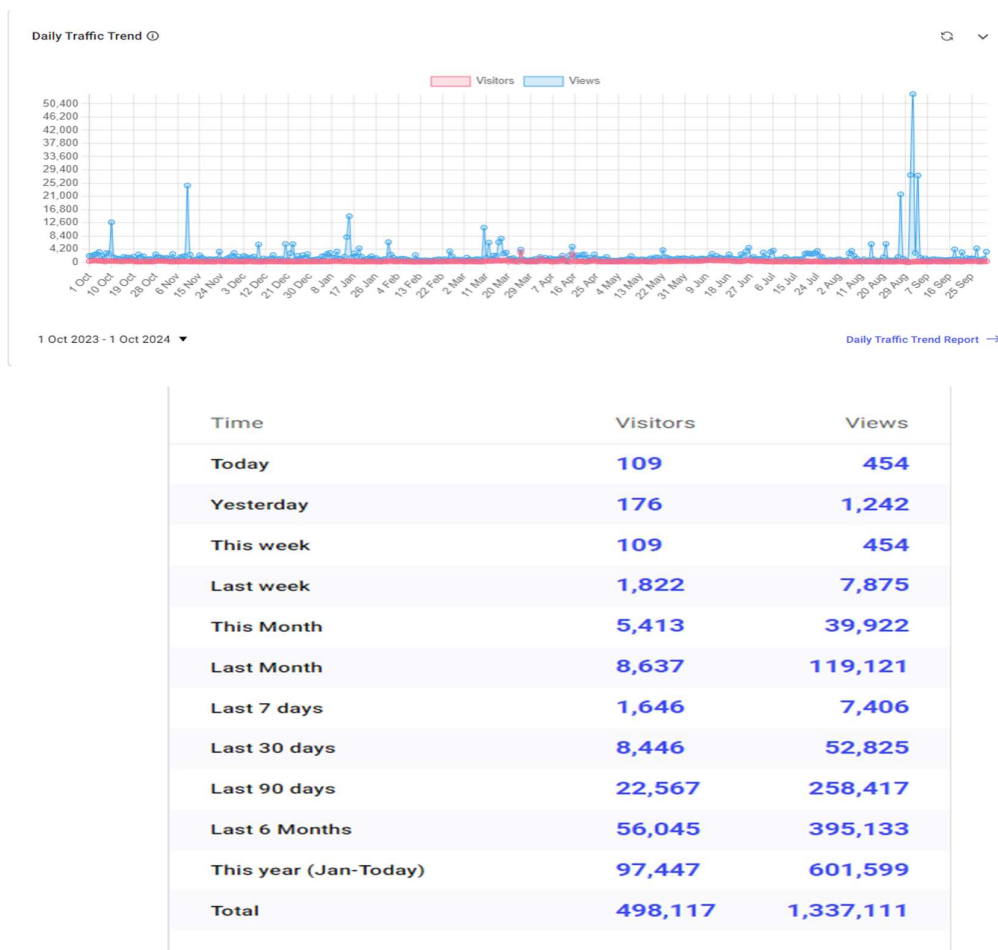 Daily Traffic Trend
Visitors Views
50,400
46,200
42,000
37,800
33,600
29,400
25,200
21,000
16,800
12,600
8,400
4,200
0
1 Oct 10 Oct 19 Oct 28 Oct 6 Nov 15 Nov 24 Nov 3 Dec 12 Dec 21 Dec 30 Dec 8 Jan 17 Jan 26 Jan 4 Feb 13 Feb 22 Feb 2 Mar 11 Mar 20 Mar 29 Mar 7 Apr 16 Apr 25 Apr 4 May 13 May 22 May 31 May 9 Jun 18 Jun 27 Jun 6 Jul 15 Jul 24 Jul 2 Aug 11 Aug 20 Aug 29 Aug 7 Sep 16 Sep 25 Sep
1 Oct 2023 - 1 Oct 2024 Daily Traffic Trend Report
Time Visitors Views
Today 109 454
Yesterday 176 1,242
This week 109 454
Last week 1,822 7,875
This Month 5,413 39,922
Last Month 8,637 119,121
Last 7 days 1,646 7,406
Last 30 days 8,446 52,825
Last 90 days 22,567 258,417
Last 6 Months 56,045 395,133
This year (Jan-Today) 97,447 601,599
Total 498,117 1,337,111